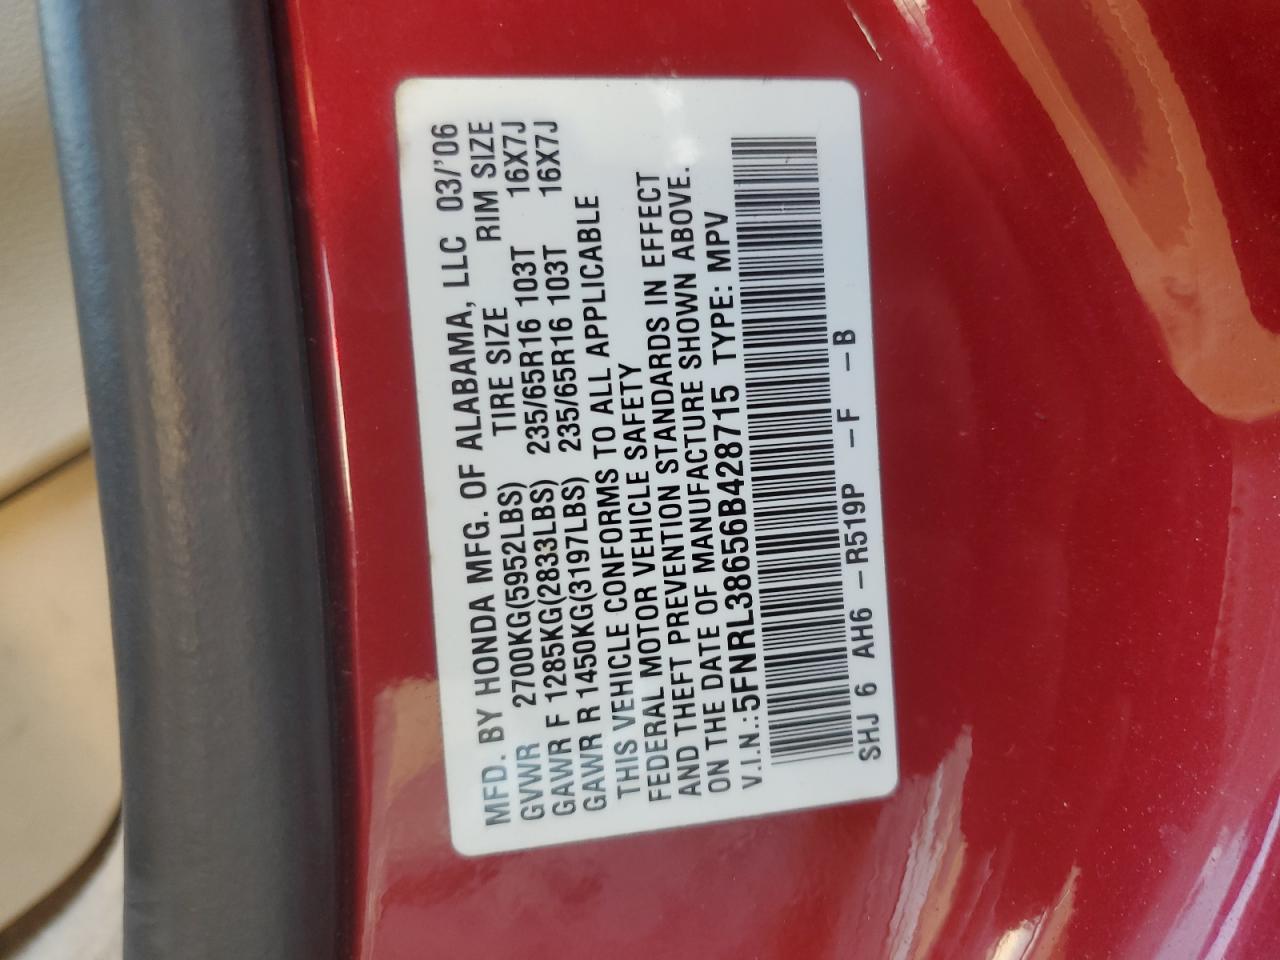 MFD. BY HONDA MFG. OF ALABAMA, LLC 03/'06
GVWR 2700KG(5952LBS) TIRE SIZE RIM SIZE
GAWR F 1285KG(2833LBS) 235/65R16 103T 16X7J
GAWR R 1450KG(3197LBS) 235/65R16 103T 16X7J
THIS VEHICLE CONFORMS TO ALL APPLICABLE
FEDERAL MOTOR VEHICLE SAFETY
AND THEFT PREVENTION STANDARDS IN EFFECT
ON THE DATE OF MANUFACTURE SHOWN ABOVE.
V.I.N.:5FNRL38656B428715 TYPE: MPV
SHJ 6 AH6 -R519P -F -B